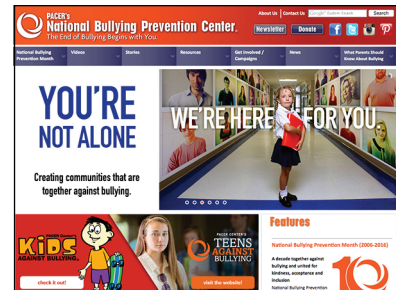 About Us | Contact Us
Search
PACER's
National Bullying Prevention Center.
The End of Bullying Begins with You.
Newsletter
Donate
National Bullying
Prevention Month
Videos
Stories
Resources
Get Involved /
Campaigns
News
What Parents Should
Know About Bullying
YOU'RE
NOT ALONE
Creating communities that are
together against bullying.
WE'RE HERE FOR YOU
PACER Center's
KiDS
AGAINST BULLYING
check it out!
PACER CENTER'S
TEENS
AGAINST
BULLYING
visit the website!
Features
National Bullying Prevention Month (2006-2016)
A decade together against
bullying and united for
kindness, acceptance and
inclusion
National Bullying Prevention
10